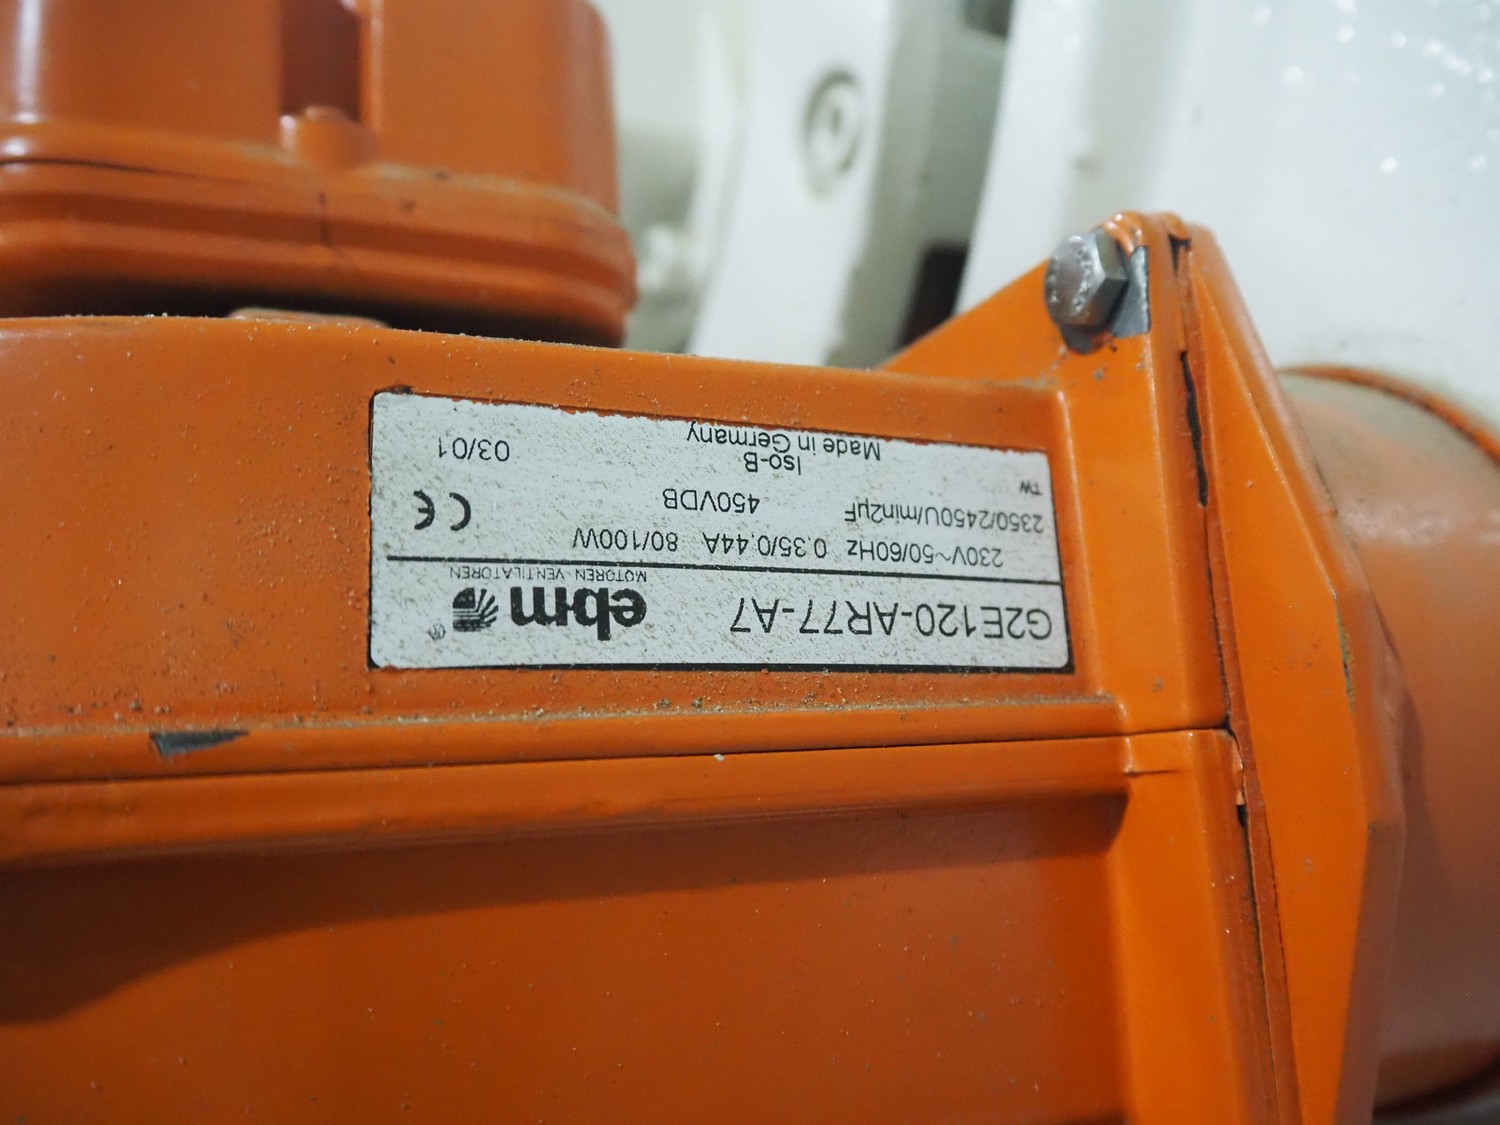 G2E120-AR77-A7 ebm ®
MOTOREN VENTILATOREN
230V~50/60Hz 0.35/0.44A 80/100W
2350/2450U/min2µF 450VDB CE
TW Iso-B
Made in Germany 03/01